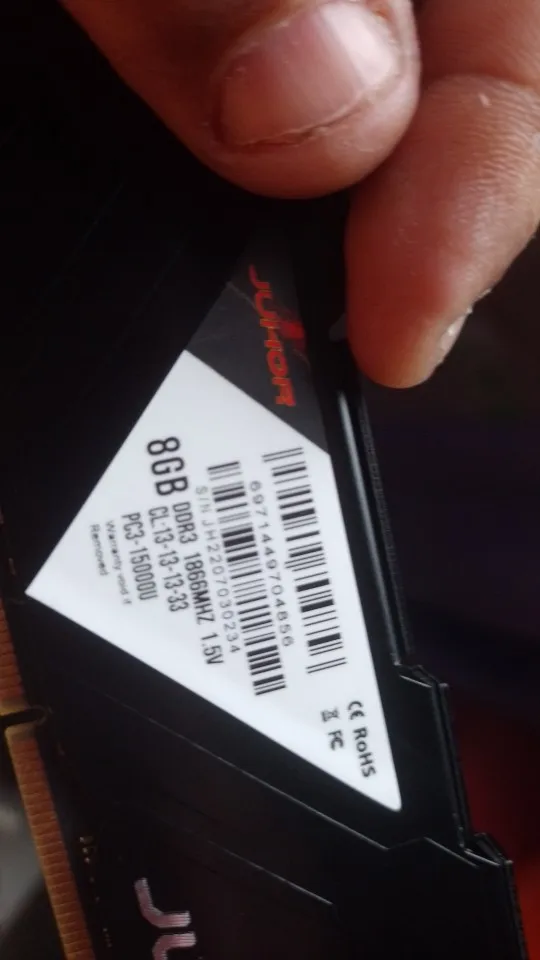 JUHOR
6971449704856
S/N JH2207030234
8GB DDR3 1866MHZ 1.5V
CL:13-13-13-33
PC3-15000U
Warranty void if
Removed
CE RoHS
FC
JU